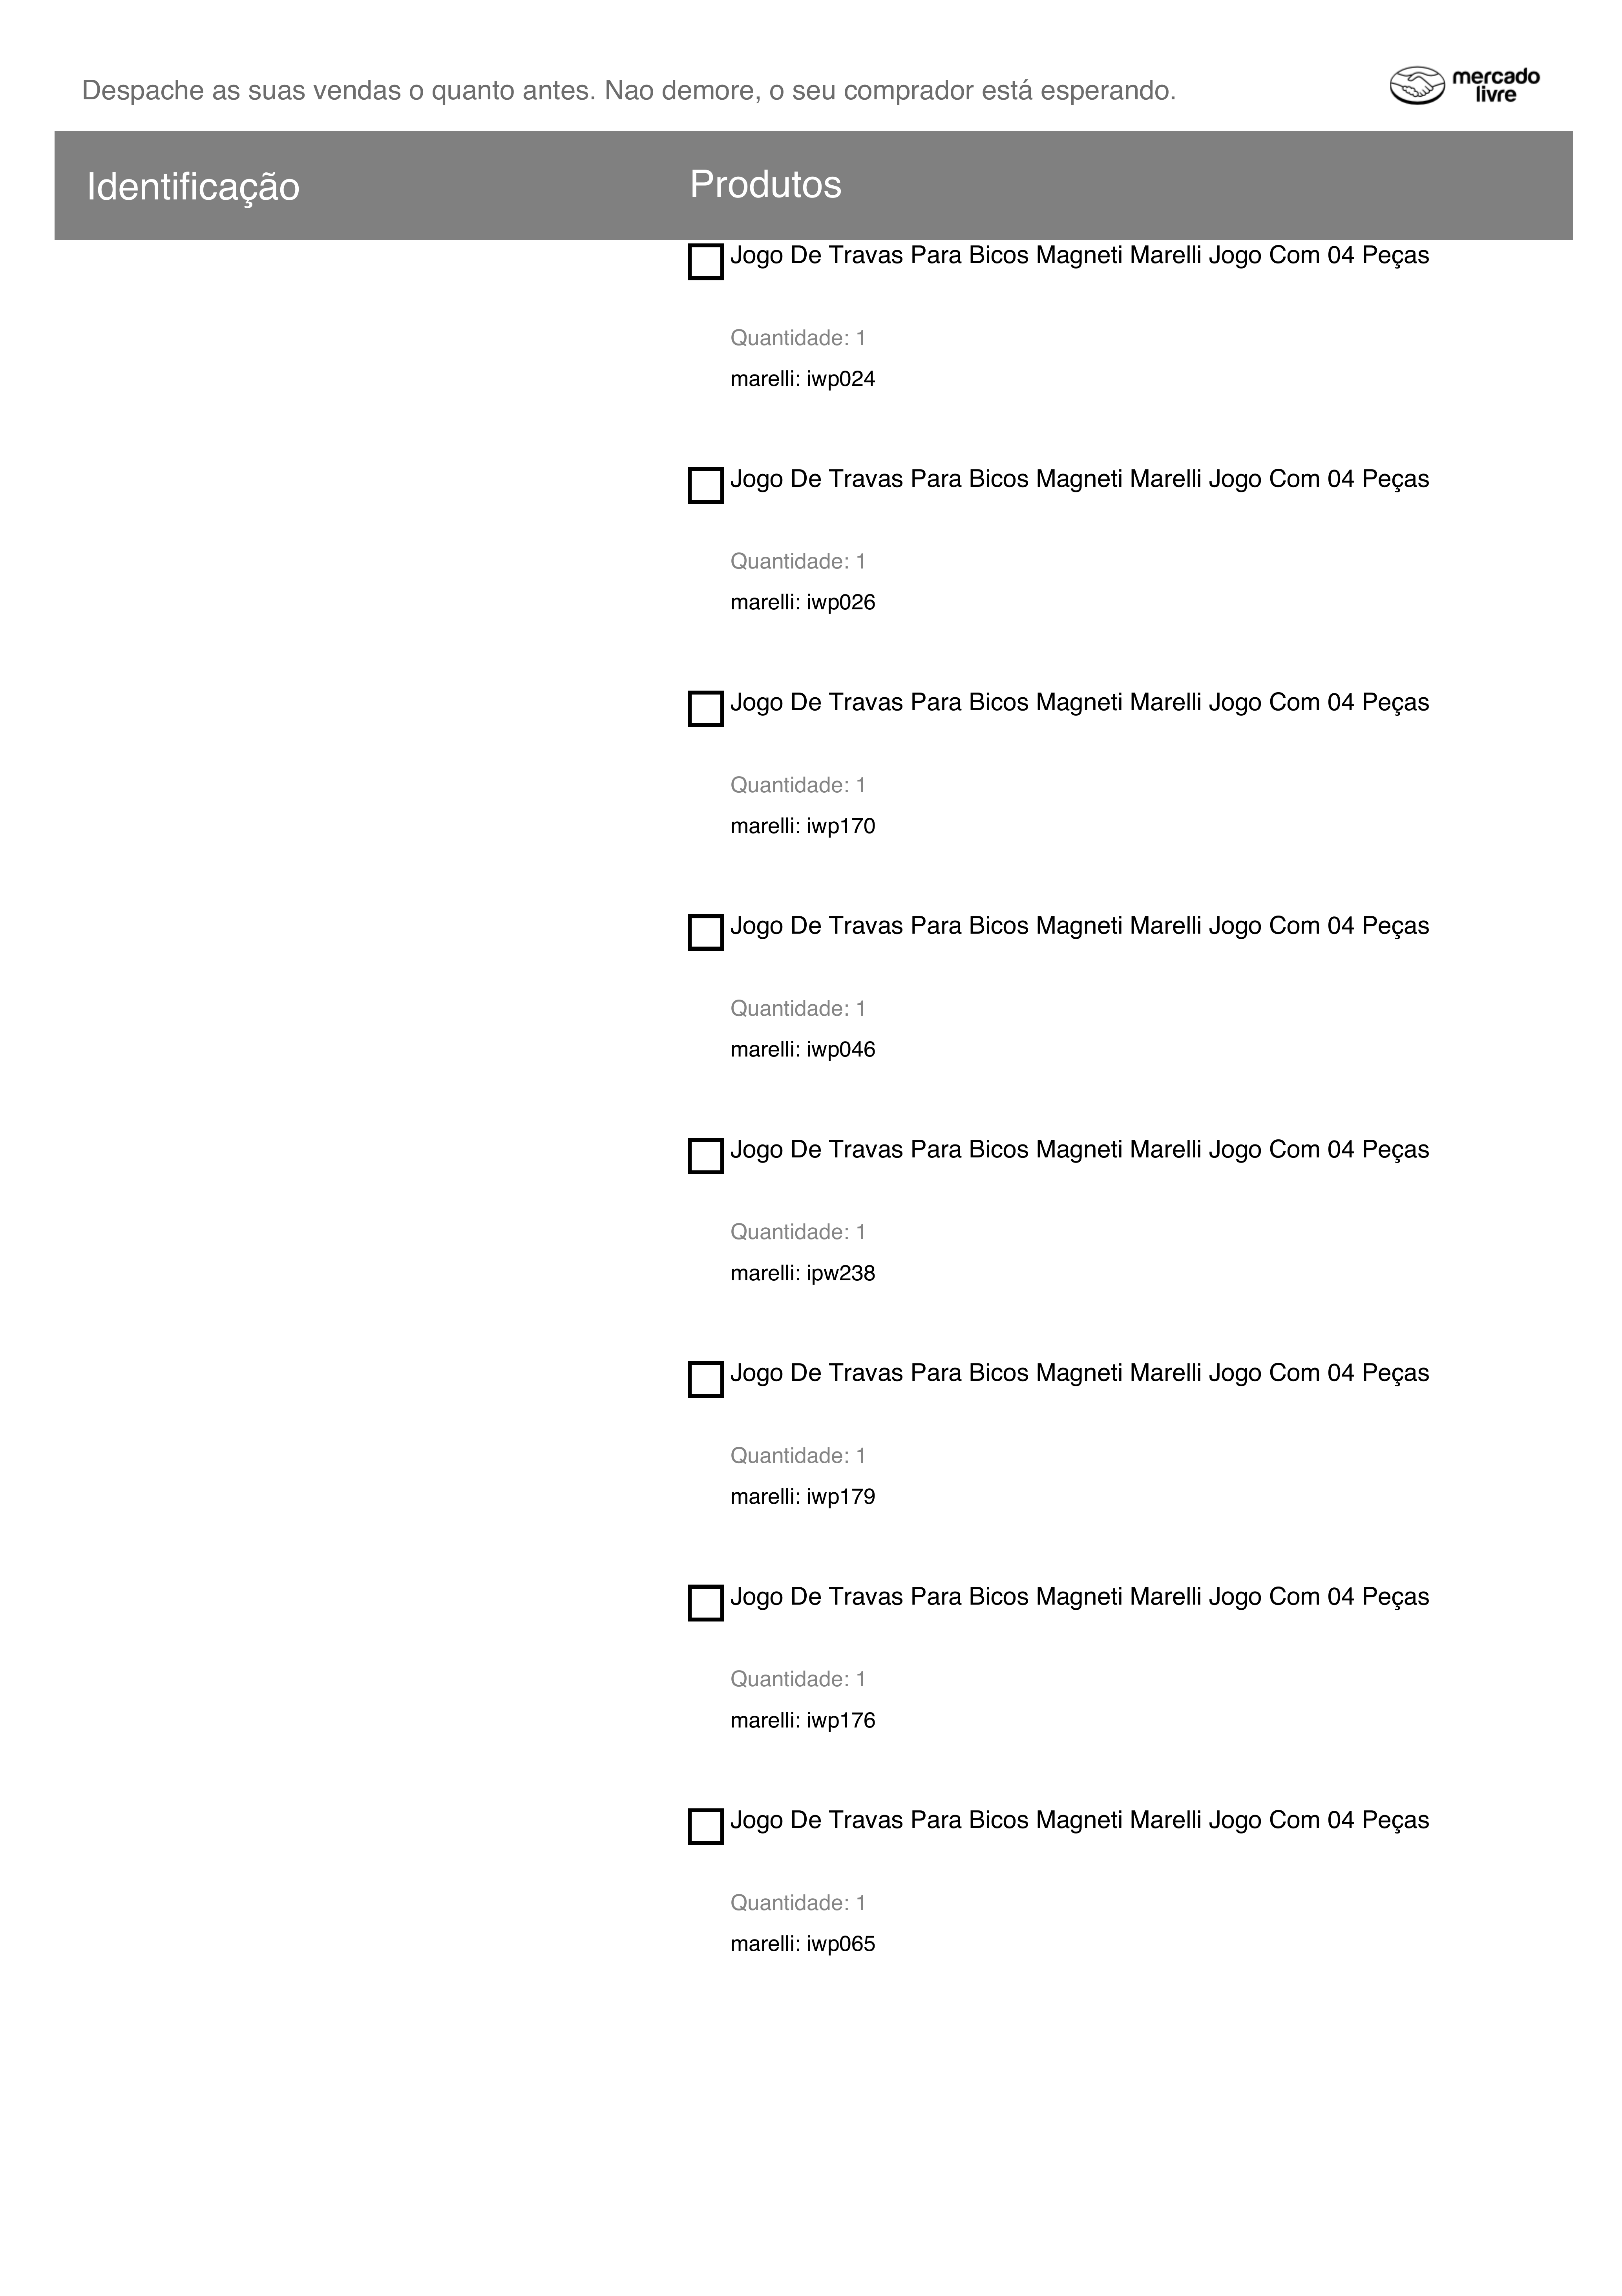 Despache as suas vendas o quanto antes. Nao demore, o seu comprador está esperando.
mercado
livre
Identificação
Produtos
Jogo De Travas Para Bicos Magneti Marelli Jogo Com 04 Peças
Quantidade: 1
marelli: iwp024
Jogo De Travas Para Bicos Magneti Marelli Jogo Com 04 Peças
Quantidade: 1
marelli: iwp026
Jogo De Travas Para Bicos Magneti Marelli Jogo Com 04 Peças
Quantidade: 1
marelli: iwp170
Jogo De Travas Para Bicos Magneti Marelli Jogo Com 04 Peças
Quantidade: 1
marelli: iwp046
Jogo De Travas Para Bicos Magneti Marelli Jogo Com 04 Peças
Quantidade: 1
marelli: ipw238
Jogo De Travas Para Bicos Magneti Marelli Jogo Com 04 Peças
Quantidade: 1
marelli: iwp179
Jogo De Travas Para Bicos Magneti Marelli Jogo Com 04 Peças
Quantidade: 1
marelli: iwp176
Jogo De Travas Para Bicos Magneti Marelli Jogo Com 04 Peças
Quantidade: 1
marelli: iwp065